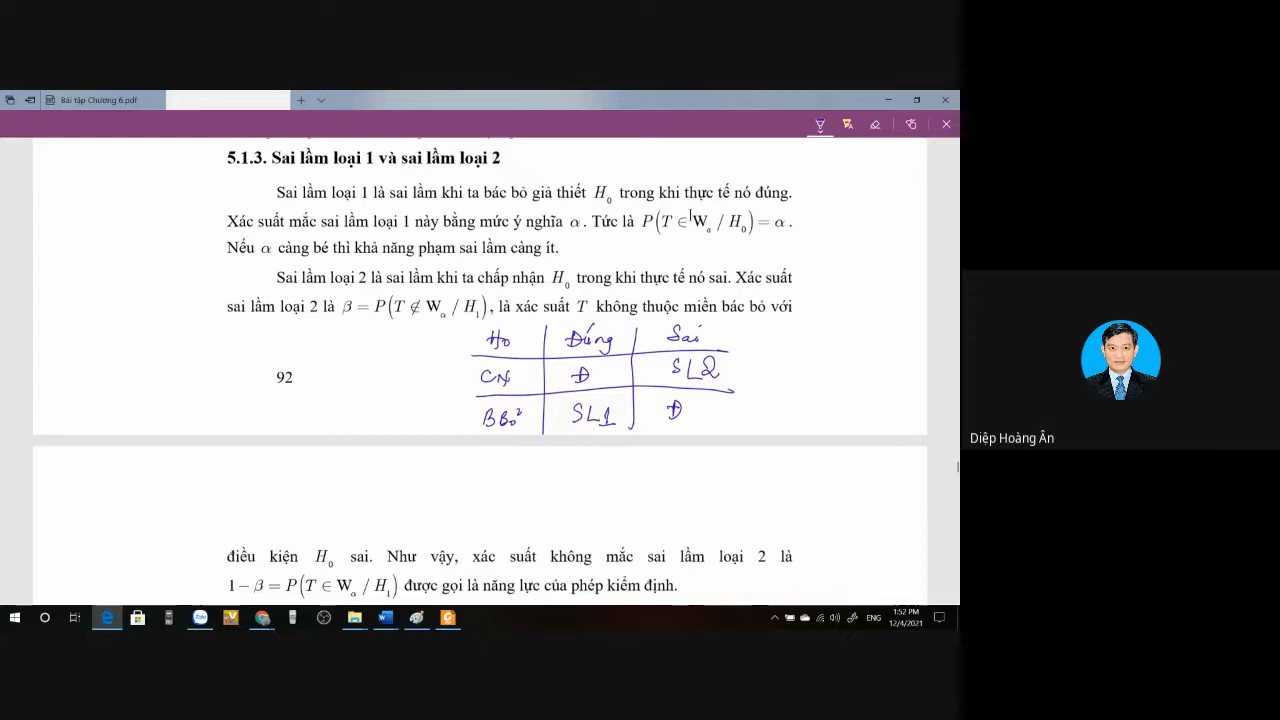 Bài tập Chương 6.pdf
5.1.3. Sai lầm loại 1 và sai lầm loại 2
Sai lầm loại 1 là sai lầm khi ta bác bỏ giả thiết H₀ trong khi thực tế nó đúng.
Xác suất mắc sai lầm loại 1 này bằng mức ý nghĩa α. Tức là P(T ∈ Wα / H₀) = α.
Nếu α càng bé thì khả năng phạm sai lầm càng ít.
Sai lầm loại 2 là sai lầm khi ta chấp nhận H₀ trong khi thực tế nó sai. Xác suất
sai lầm loại 2 là β = P(T ∉ Wα / H₁), là xác suất T không thuộc miền bác bỏ với
H₀ Đúng Sai
CN Đ SL2
92
BB₀² SL1 Đ
Diệp Hoàng Ân
điều kiện H₀ sai. Như vậy, xác suất không mắc sai lầm loại 2 là
1 − β = P(T ∈ Wα / H₁) được gọi là năng lực của phép kiểm định.
Zalo
ENG
1:52 PM
12/4/2021